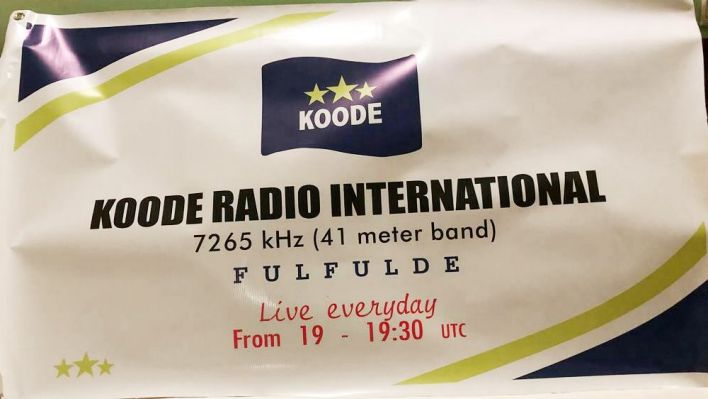 KOODE
KOODE RADIO INTERNATIONAL
7265 kHz (41 meter band)
FULFULDE
Live everyday
From 19 - 19:30 UTC